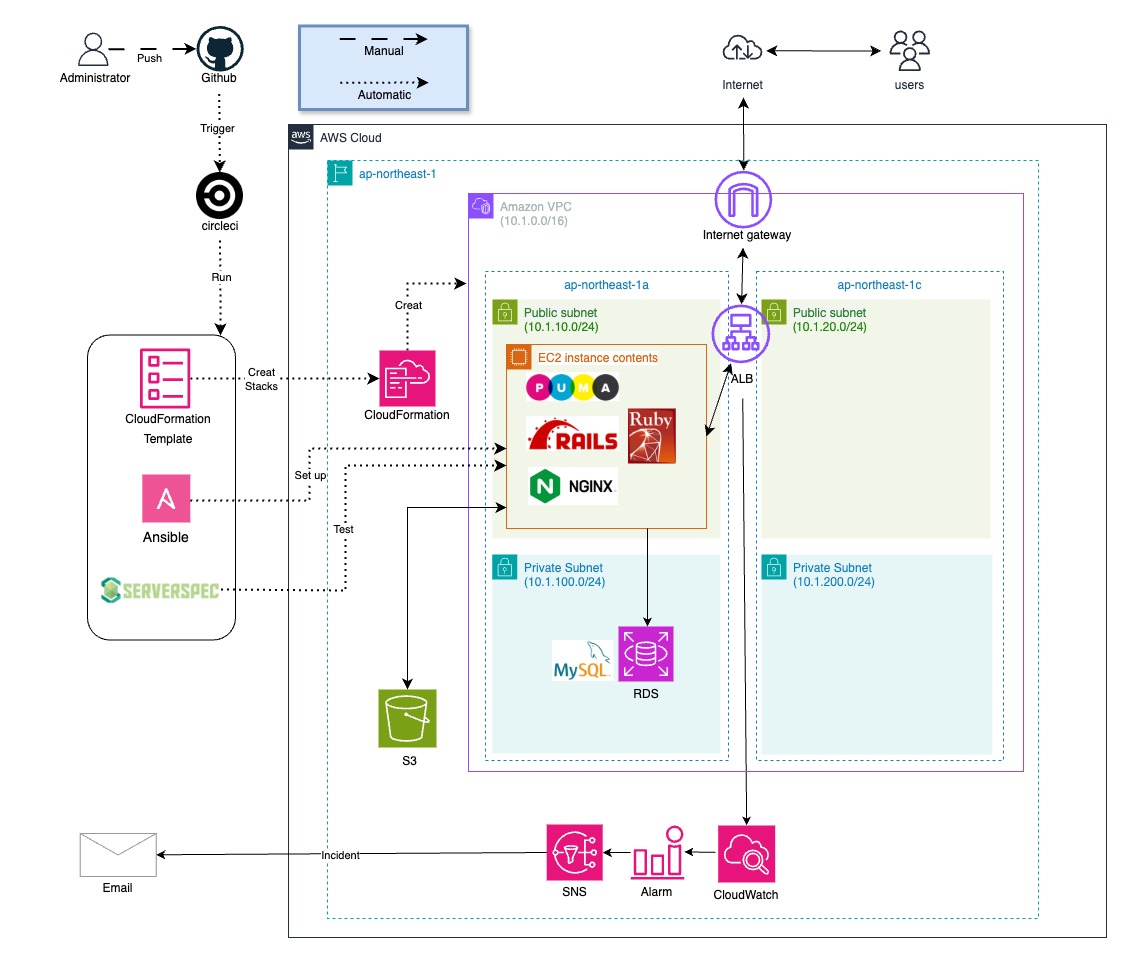 Administrator
Push
Github
Manual
Automatic
Internet
users
Trigger
circleci
Run
aws
AWS Cloud
ap-northeast-1
Amazon VPC
(10.1.0.0/16)
Internet gateway
ap-northeast-1a
ap-northeast-1c
Public subnet
(10.1.10.0/24)
Public subnet
(10.1.20.0/24)
ALB
EC2 instance contents
PUMA
RAILS
Ruby
N
NGINX
Creat
CloudFormation
Creat
Stacks
CloudFormation
Template
Set up
A
Ansible
Test
SERVERSPEC
Private Subnet
(10.1.100.0/24)
Private Subnet
(10.1.200.0/24)
MySQL
RDS
S3
Email
Incident
SNS
Alarm
CloudWatch